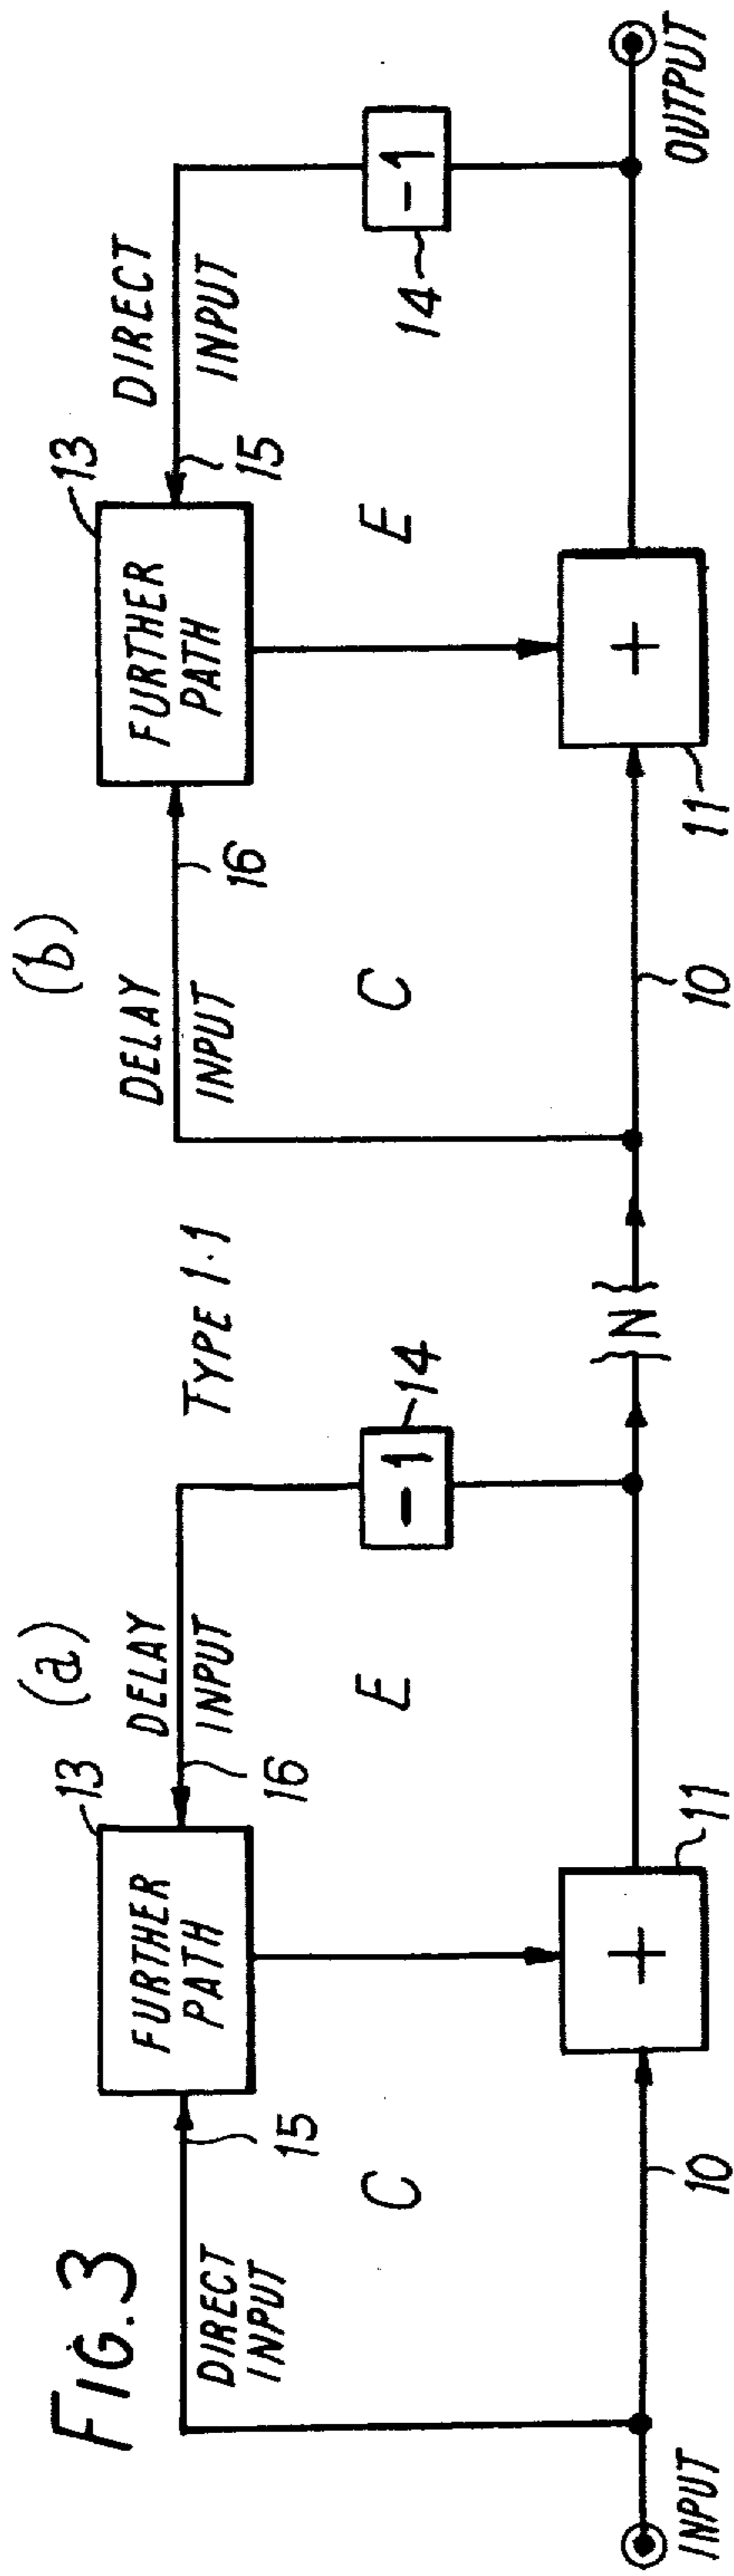 FIG. 3
(a)
(b)
TYPE 1·1
DIRECT
INPUT
15
13
FURTHER
PATH
DELAY
INPUT
16
14
-1
C
E
+
11
10
INPUT
N
DELAY
INPUT
16
13
FURTHER
PATH
DIRECT
INPUT
15
14
-1
C
E
+
11
10
OUTPUT